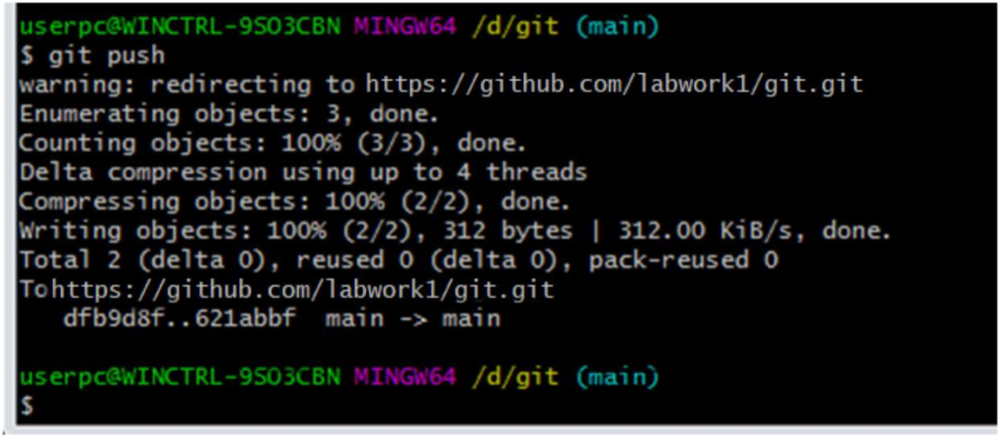 userpc@WINCTRL-9SO3CBN MINGW64 /d/git (main)
$ git push
warning: redirecting to https://github.com/labwork1/git.git
Enumerating objects: 3, done.
Counting objects: 100% (3/3), done.
Delta compression using up to 4 threads
Compressing objects: 100% (2/2), done.
Writing objects: 100% (2/2), 312 bytes | 312.00 KiB/s, done.
Total 2 (delta 0), reused 0 (delta 0), pack-reused 0
To https://github.com/labwork1/git.git
   dfb9d8f..621abbf  main -> main

userpc@WINCTRL-9SO3CBN MINGW64 /d/git (main)
$